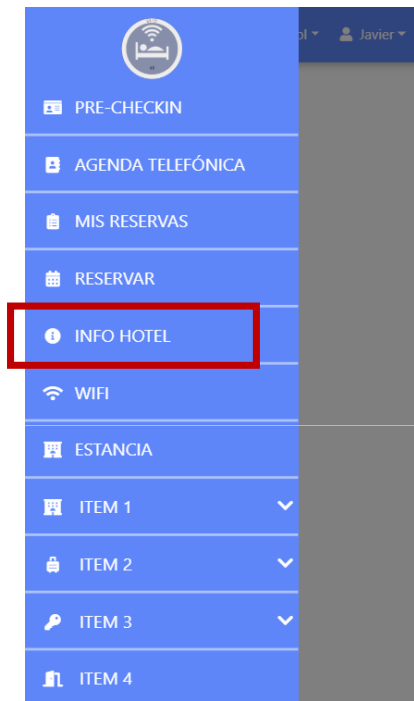 ol
Javier
PRE-CHECKIN
AGENDA TELEFÓNICA
MIS RESERVAS
RESERVAR
INFO HOTEL
WIFI
ESTANCIA
ITEM 1
ITEM 2
ITEM 3
ITEM 4